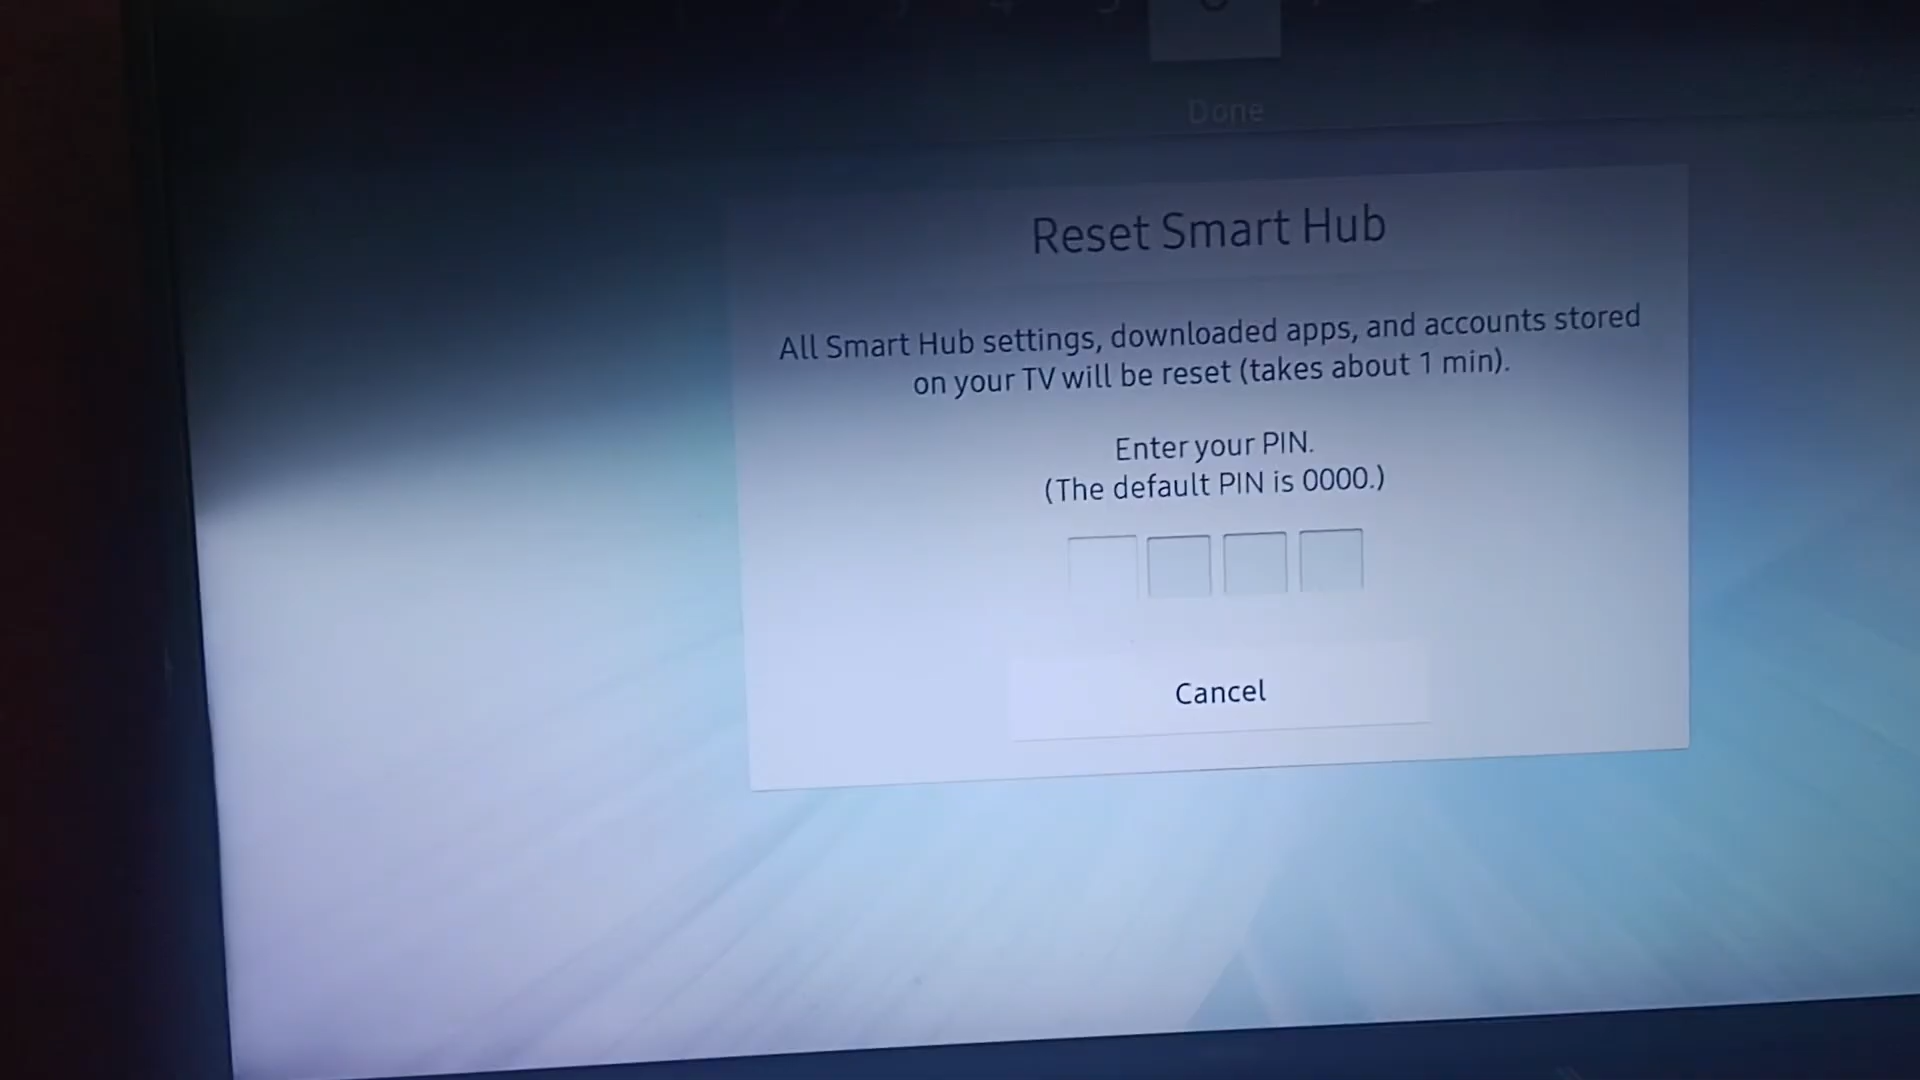 Done
Reset Smart Hub
All Smart Hub settings, downloaded apps, and accounts stored
on your TV will be reset (takes about 1 min).
Enter your PIN.
(The default PIN is 0000.)
Cancel